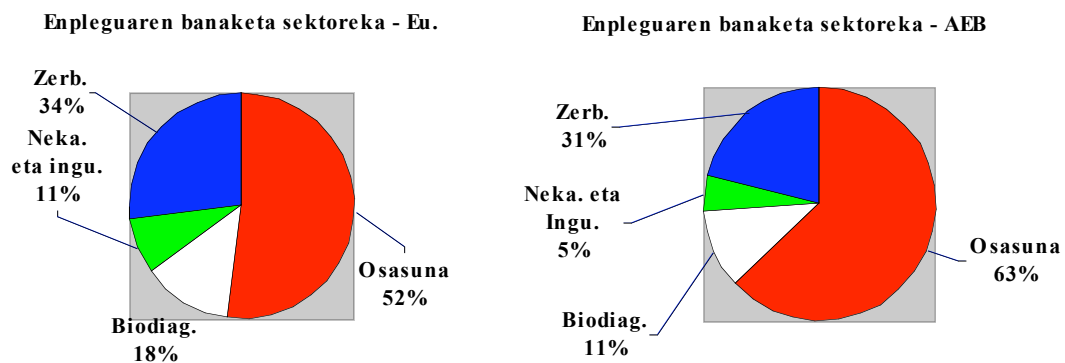 Enpleguaren banaketa sektoreka - Eu.
Zerb.
34%
Neka.
eta ingu.
11%
Osasuna
52%
Biodiag.
18%
Enpleguaren banaketa sektoreka - AEB
Zerb.
31%
Neka. eta
Ingu.
5%
Osasuna
63%
Biodiag.
11%